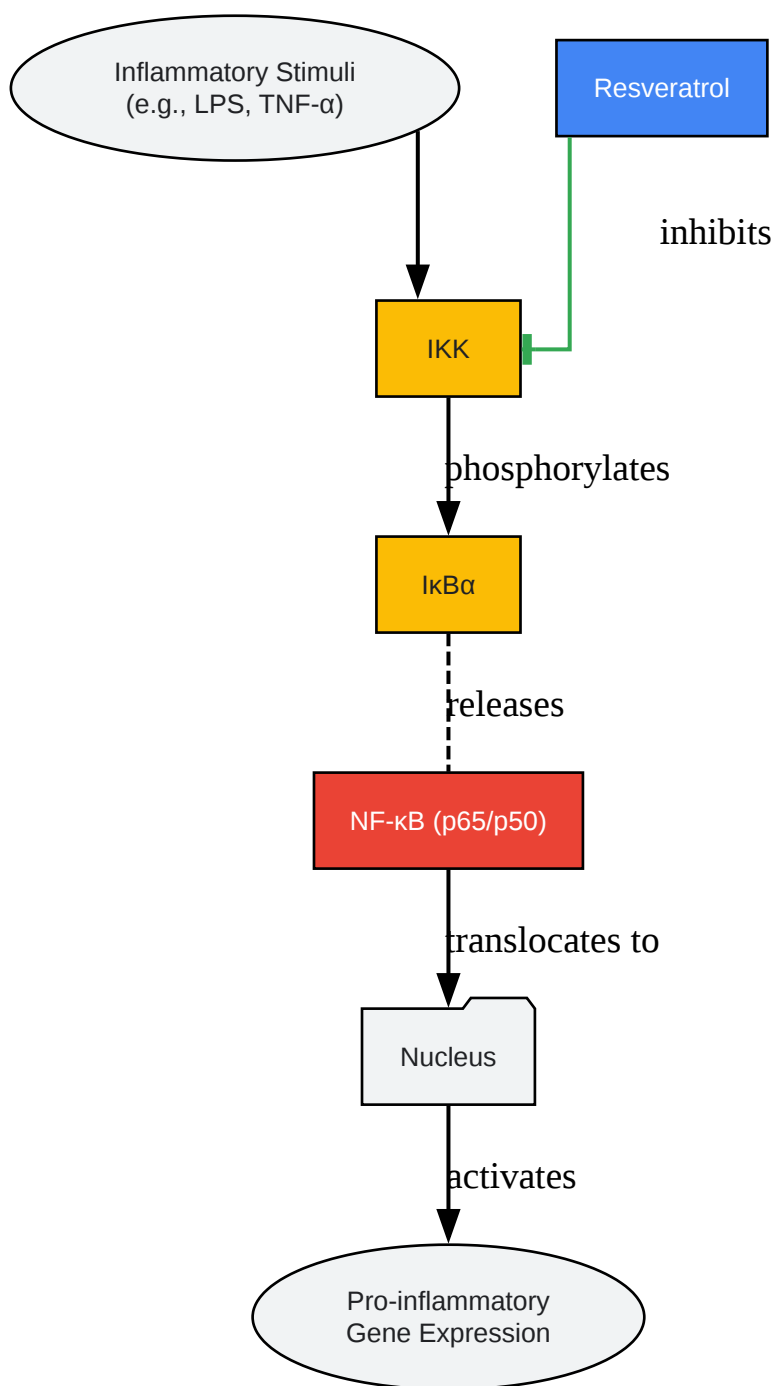 Inflammatory Stimuli
(e.g., LPS, TNF-α)
Resveratrol
inhibits
IKK
phosphorylates
IκBα
releases
NF-κB (p65/p50)
translocates to
Nucleus
activates
Pro-inflammatory
Gene Expression